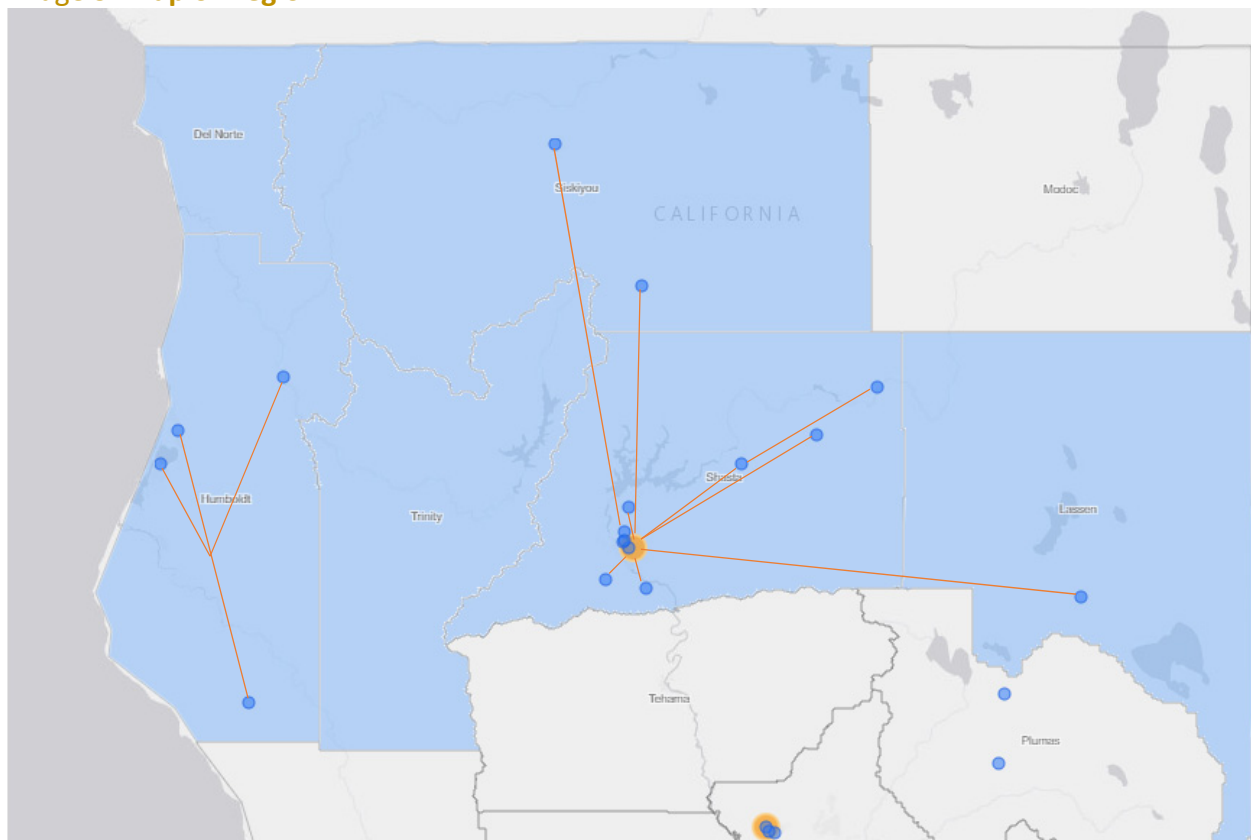 Del Norte
Siskiyou
Modoc
CALIFORNIA
Shasta
Humboldt
Trinity
Lassen
Tehama
Plumas